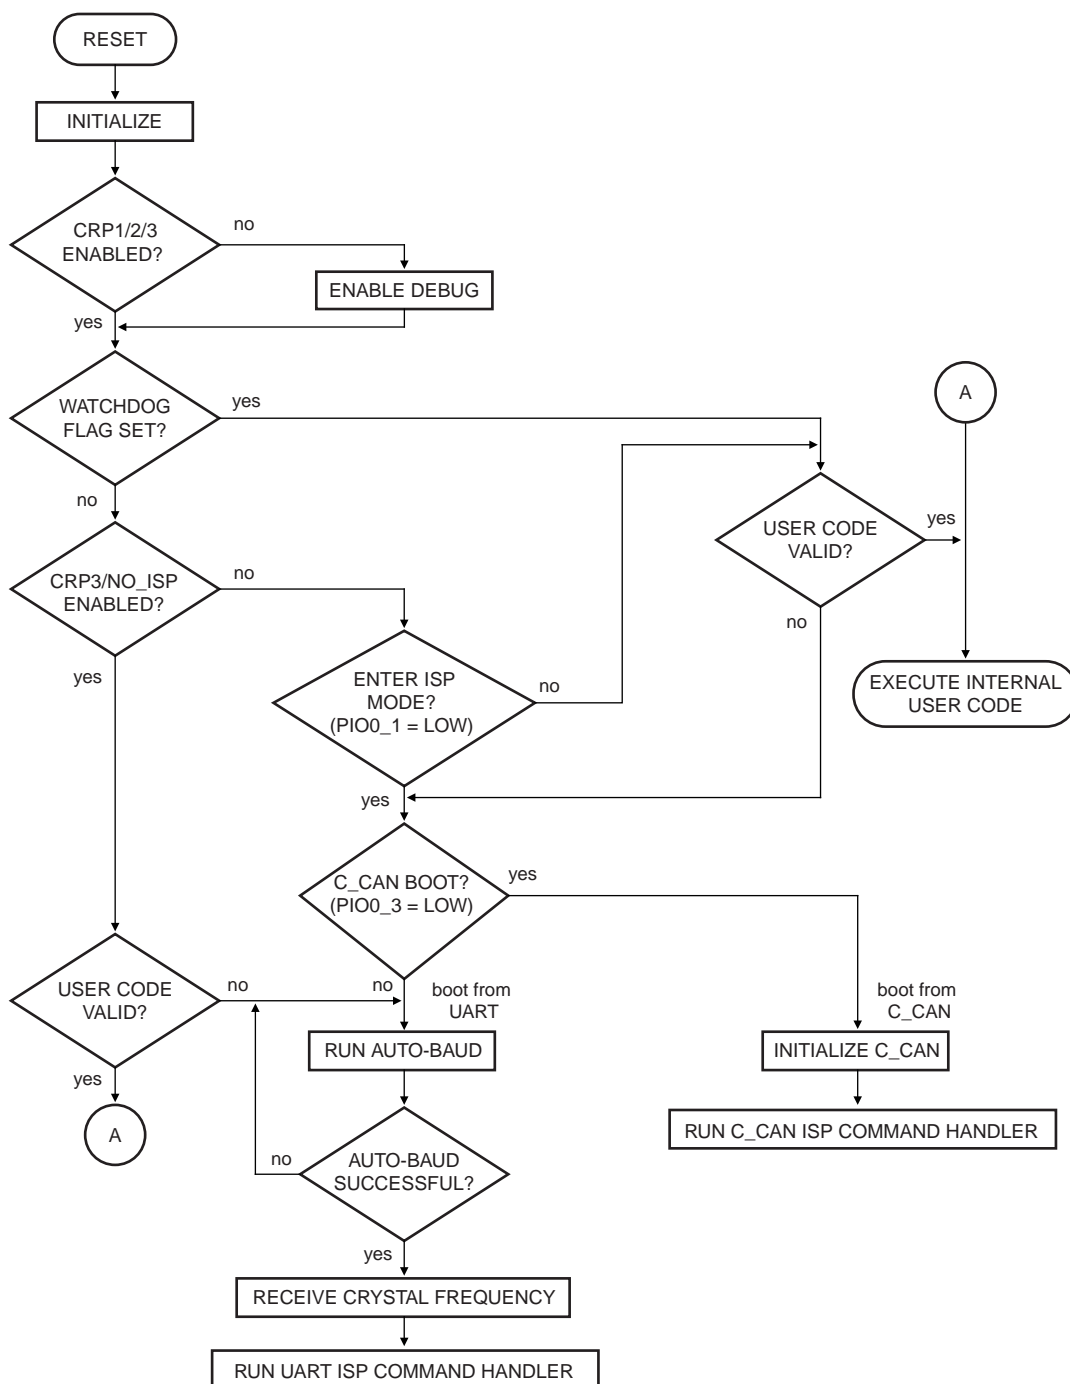 RESET
INITIALIZE
CRP1/2/3
ENABLED?
no
ENABLE DEBUG
yes
WATCHDOG
FLAG SET?
yes
A
no
USER CODE
VALID?
yes
no
CRP3/NO_ISP
ENABLED?
no
yes
ENTER ISP
MODE?
(PIO0_1 = LOW)
no
EXECUTE INTERNAL
USER CODE
yes
C_CAN BOOT?
(PIO0_3 = LOW)
yes
USER CODE
VALID?
no
no
boot from
UART
boot from
C_CAN
RUN AUTO-BAUD
INITIALIZE C_CAN
yes
A
RUN C_CAN ISP COMMAND HANDLER
AUTO-BAUD
SUCCESSFUL?
no
yes
RECEIVE CRYSTAL FREQUENCY
RUN UART ISP COMMAND HANDLER